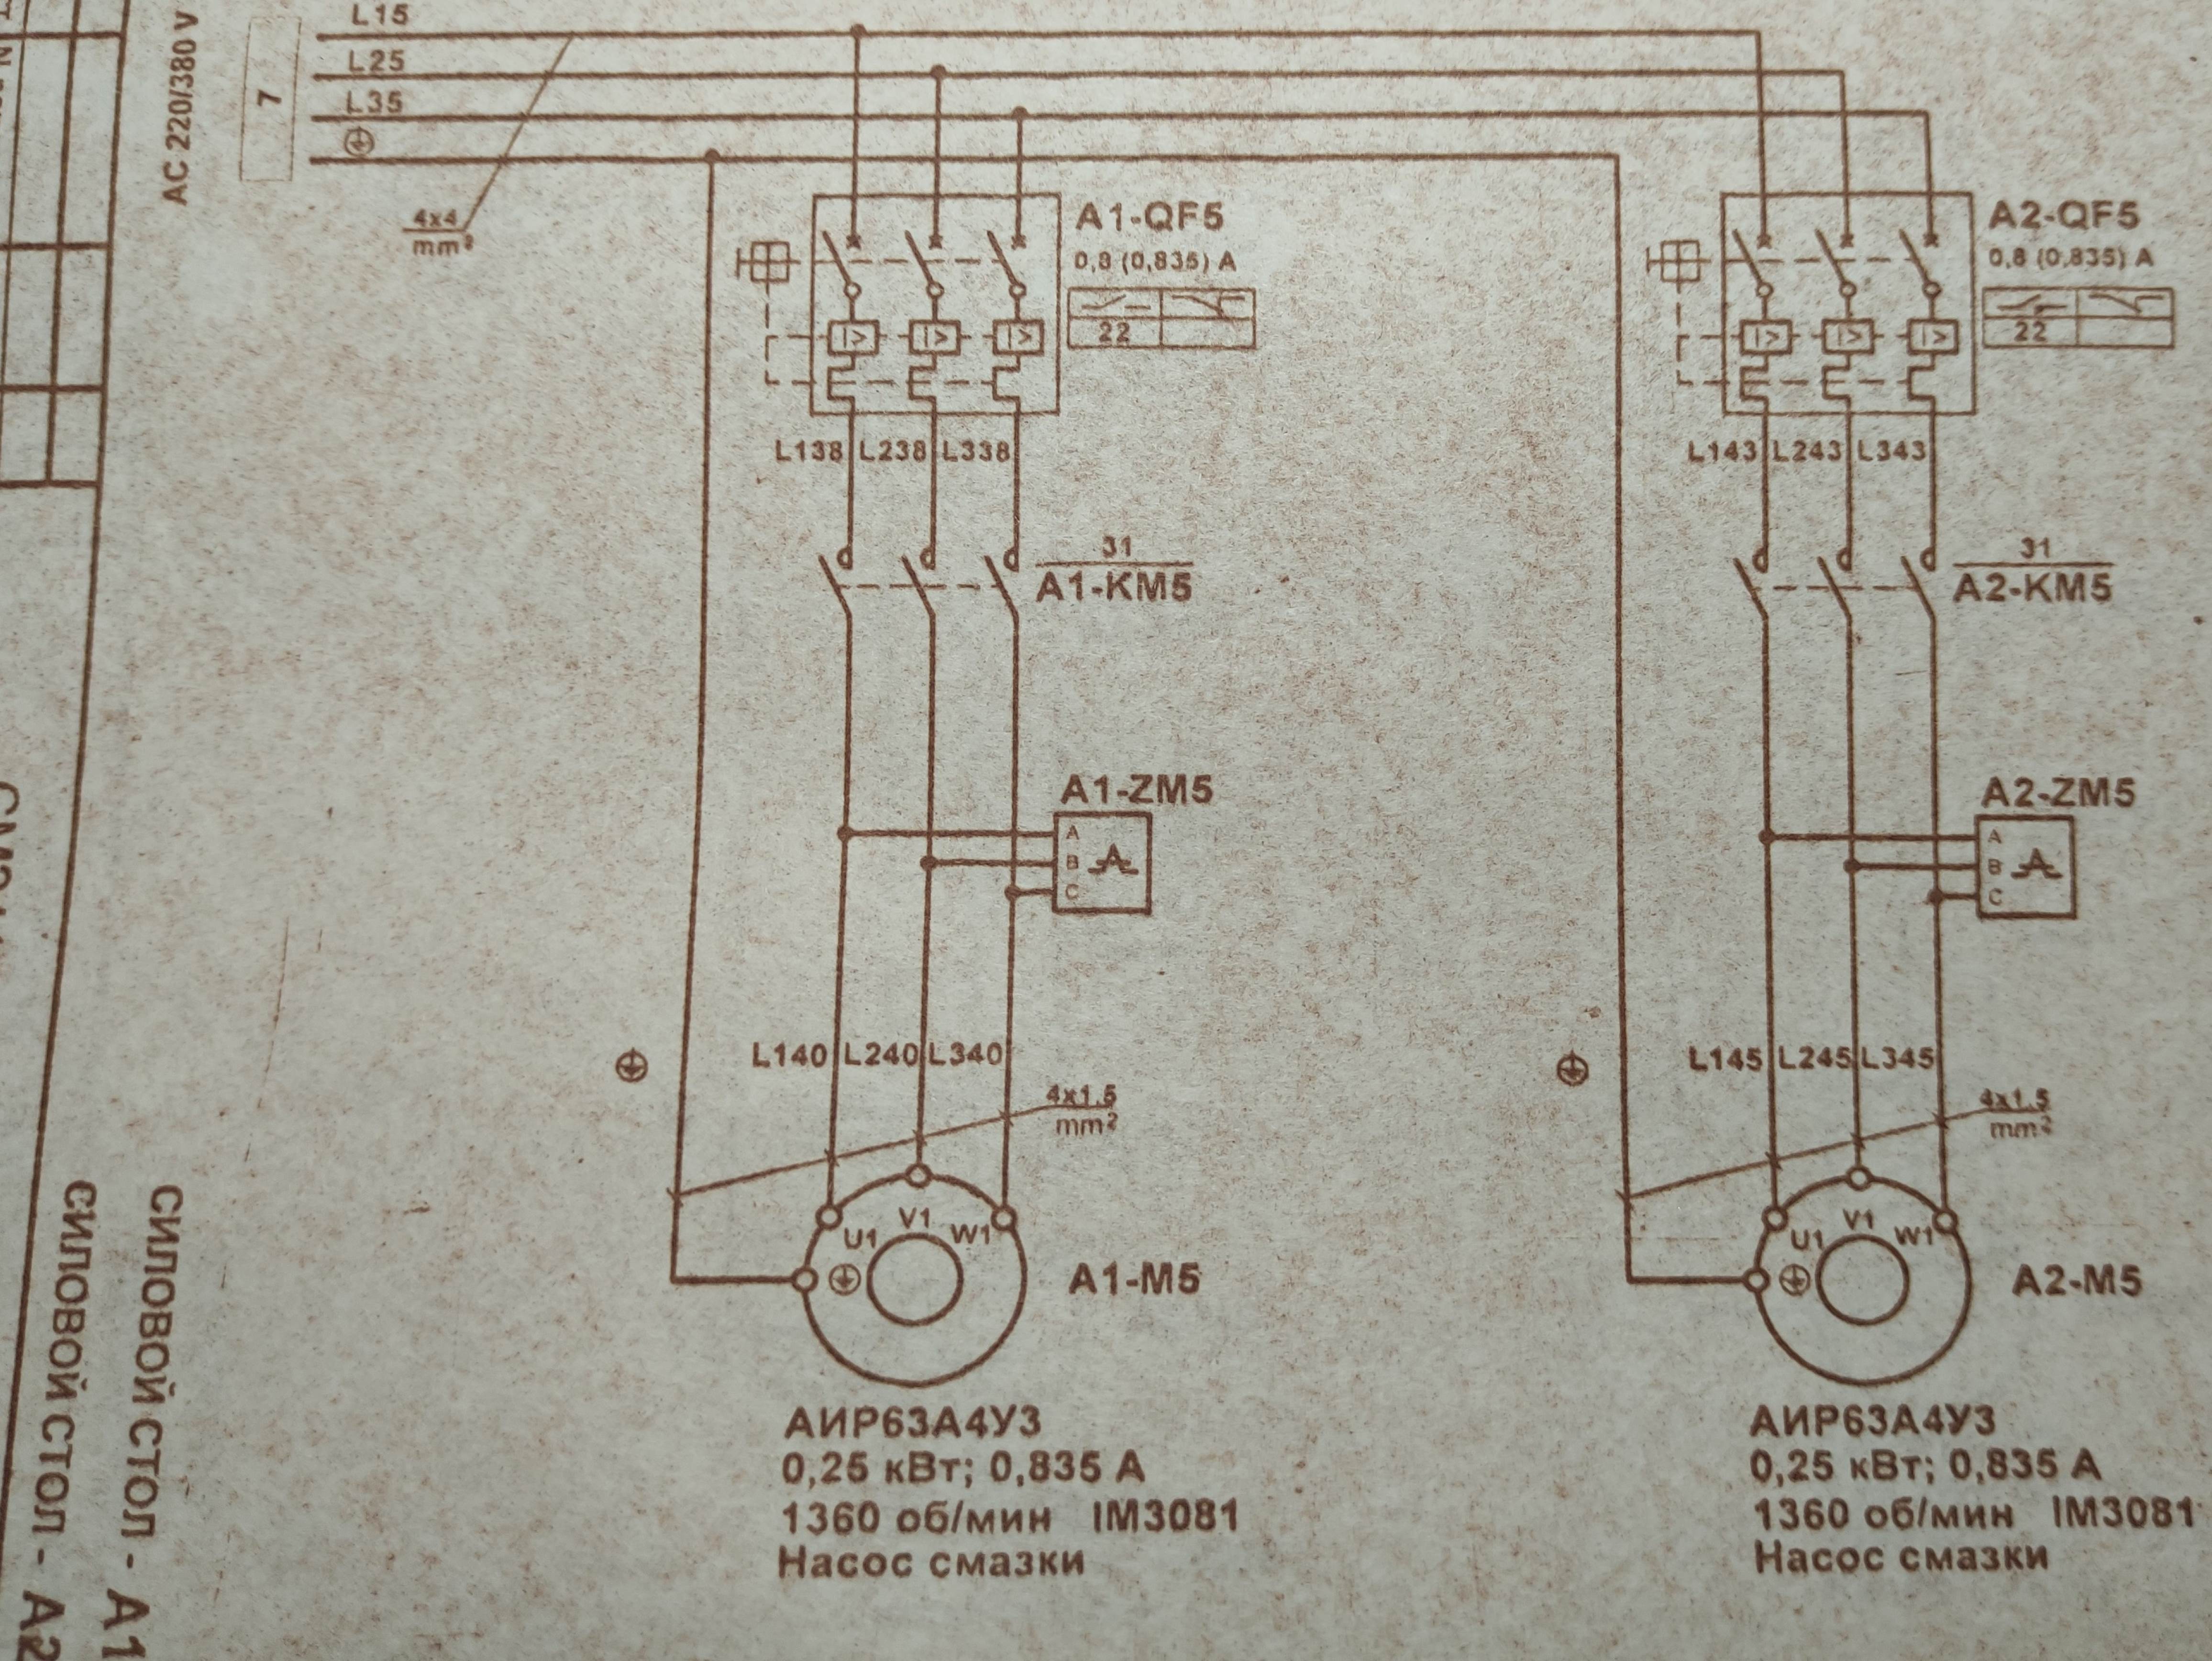 L15
L25
L35
AC 220/380 V
7
4x4
mm²
A1-QF5
0,8 (0,835) A
22
I>
I>
I>
L138
L238
L338
31
A1-KM5
A1-ZM5
A
B
C
L140
L240
L340
4x1.5
mm²
U1
V1
W1
A1-M5
АИР63А4У3
0,25 кВт; 0,835 А
1360 об/мин IM3081
Насос смазки
A2-QF5
0,8 (0,835) A
22
I>
I>
I>
L143
L243
L343
31
A2-KM5
A2-ZM5
A
B
C
L145
L245
L345
4x1.5
mm²
U1
V1
W1
A2-M5
АИР63А4У3
0,25 кВт; 0,835 А
1360 об/мин IM3081
Насос смазки
СИЛОВОЙ СТОЛ - А1
СИЛОВОЙ СТОЛ - А2